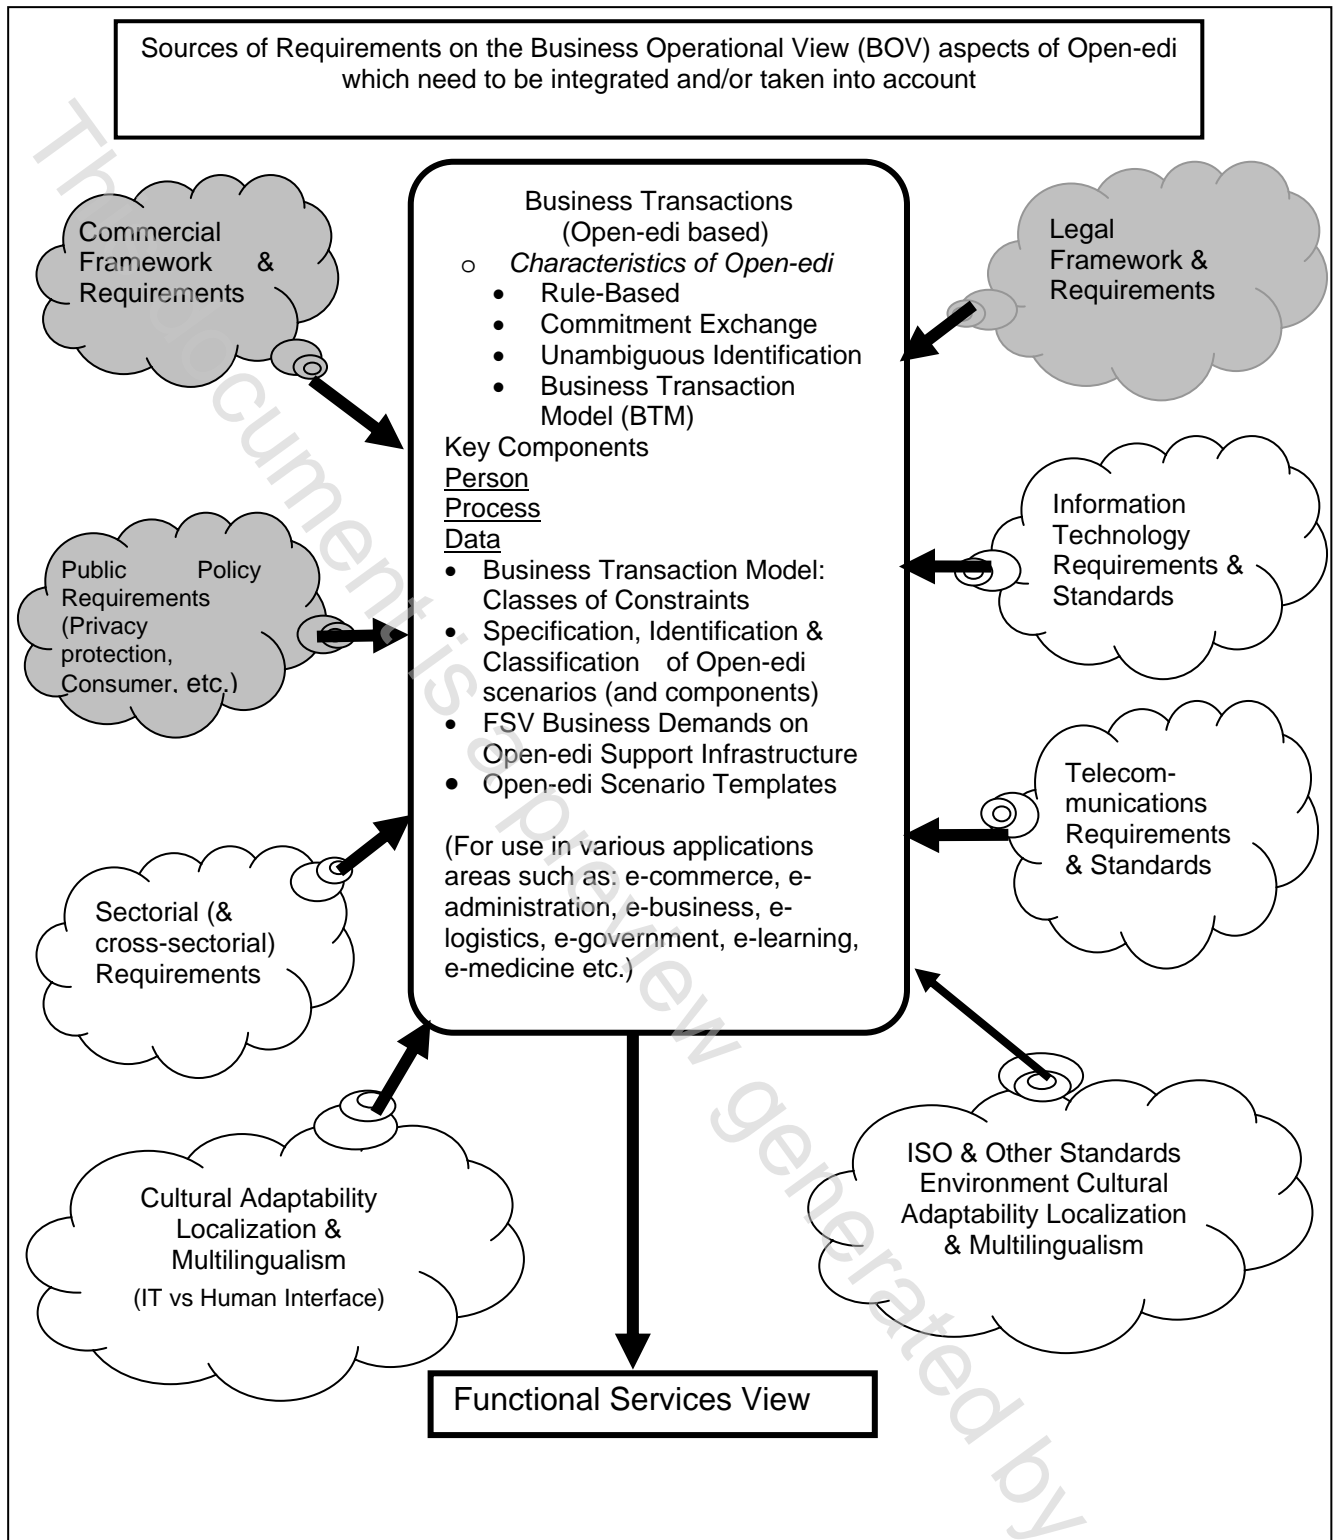 Sources of Requirements on the Business Operational View (BOV) aspects of Open-edi
which need to be integrated and/or taken into account
Commercial
Framework &
Requirements
Public Policy
Requirements
(Privacy
protection,
Consumer, etc.)
Sectorial (&
cross-sectorial)
Requirements
Cultural Adaptability
Localization &
Multilingualism
(IT vs Human Interface)
Business Transactions
(Open-edi based)
o Characteristics of Open-edi
• Rule-Based
• Commitment Exchange
• Unambiguous Identification
• Business Transaction
Model (BTM)
Key Components
Person
Process
Data
• Business Transaction Model:
Classes of Constraints
• Specification, Identification &
Classification of Open-edi
scenarios (and components)
• FSV Business Demands on
Open-edi Support Infrastructure
• Open-edi Scenario Templates
(For use in various applications
areas such as: e-commerce, e-
administration, e-business, e-
logistics, e-government, e-learning,
e-medicine etc.)
Legal
Framework &
Requirements
Information
Technology
Requirements &
Standards
Telecom-
munications
Requirements
& Standards
ISO & Other Standards
Environment Cultural
Adaptability Localization
& Multilingualism
Functional Services View
This document is a preview generated by